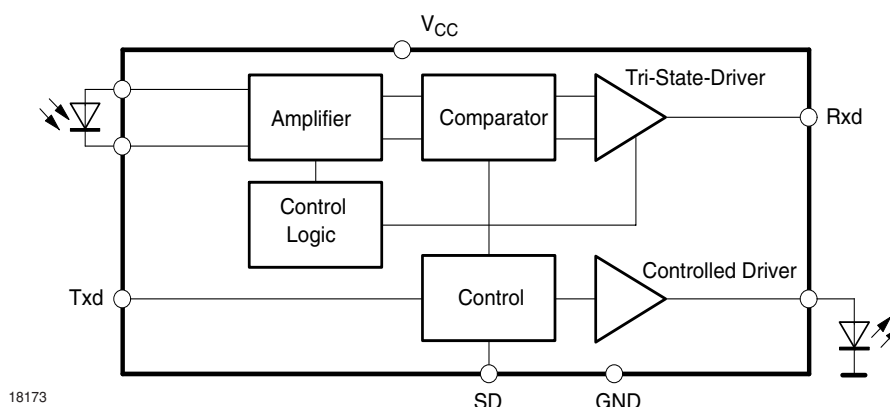 VCC
Tri-State-Driver
Amplifier
Comparator
Rxd
Control
Logic
Controlled Driver
Txd
Control
18173
SD
GND